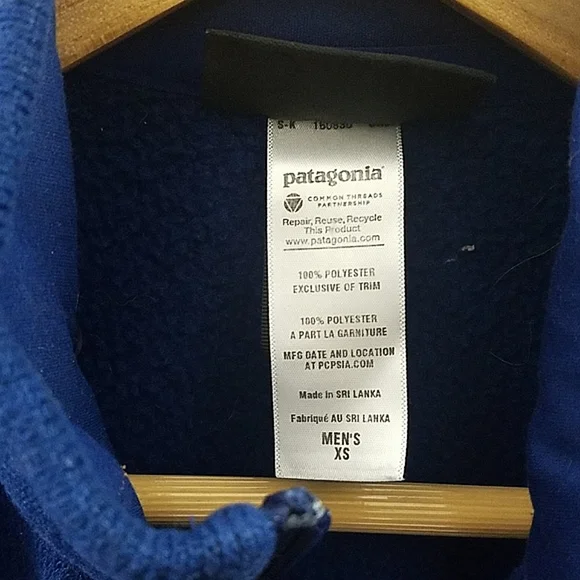 patagonia
COMMON THREADS
PARTNERSHIP
Repair, Reuse, Recycle
This Product
www.patagonia.com
100% POLYESTER
EXCLUSIVE OF TRIM
100% POLYESTER
A PART LA GARNITURE
MFG DATE AND LOCATION
AT PCPSIA.COM
Made in SRI LANKA
Fabriqué AU SRI LANKA
MEN'S
XS